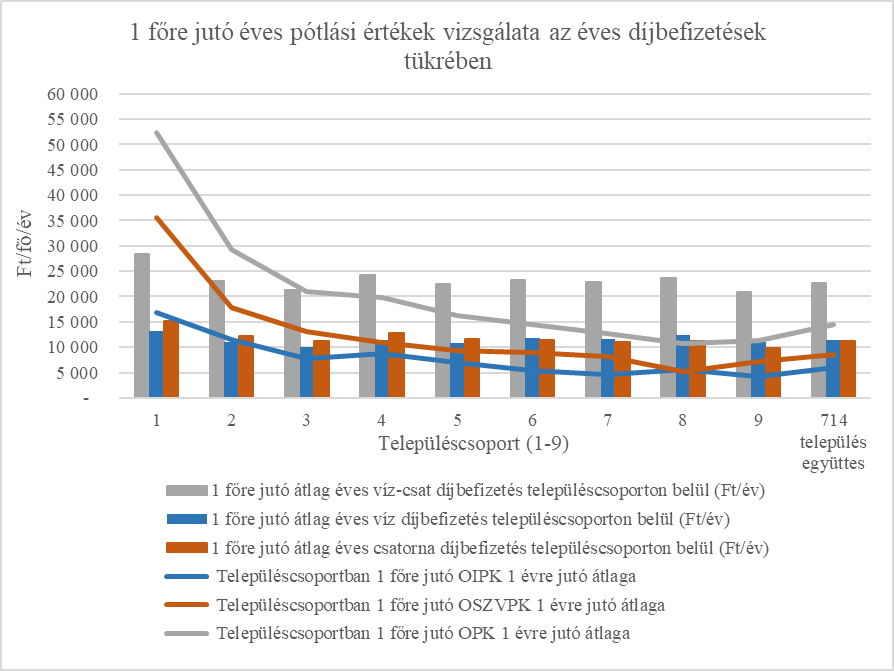 1 főre jutó éves pótlási értékek vizsgálata az éves díjbefizetések
tükrében
60 000
55 000
50 000
45 000
40 000
35 000
30 000
25 000
20 000
15 000
10 000
5 000
-
Ft/fő/év
1 2 3 4 5 6 7 8 9 714
település
együttes
Településcsoport (1-9)
1 főre jutó átlag éves víz-csat díjbefizetés településcsoporton belül (Ft/év)
1 főre jutó átlag éves víz díjbefizetés településcsoporton belül (Ft/év)
1 főre jutó átlag éves csatorna díjbefizetés településcsoporton belül (Ft/év)
Településcsoportban 1 főre jutó OIPK 1 évre jutó átlaga
Településcsoportban 1 főre jutó OSZVPK 1 évre jutó átlaga
Településcsoportban 1 főre jutó OPK 1 évre jutó átlaga